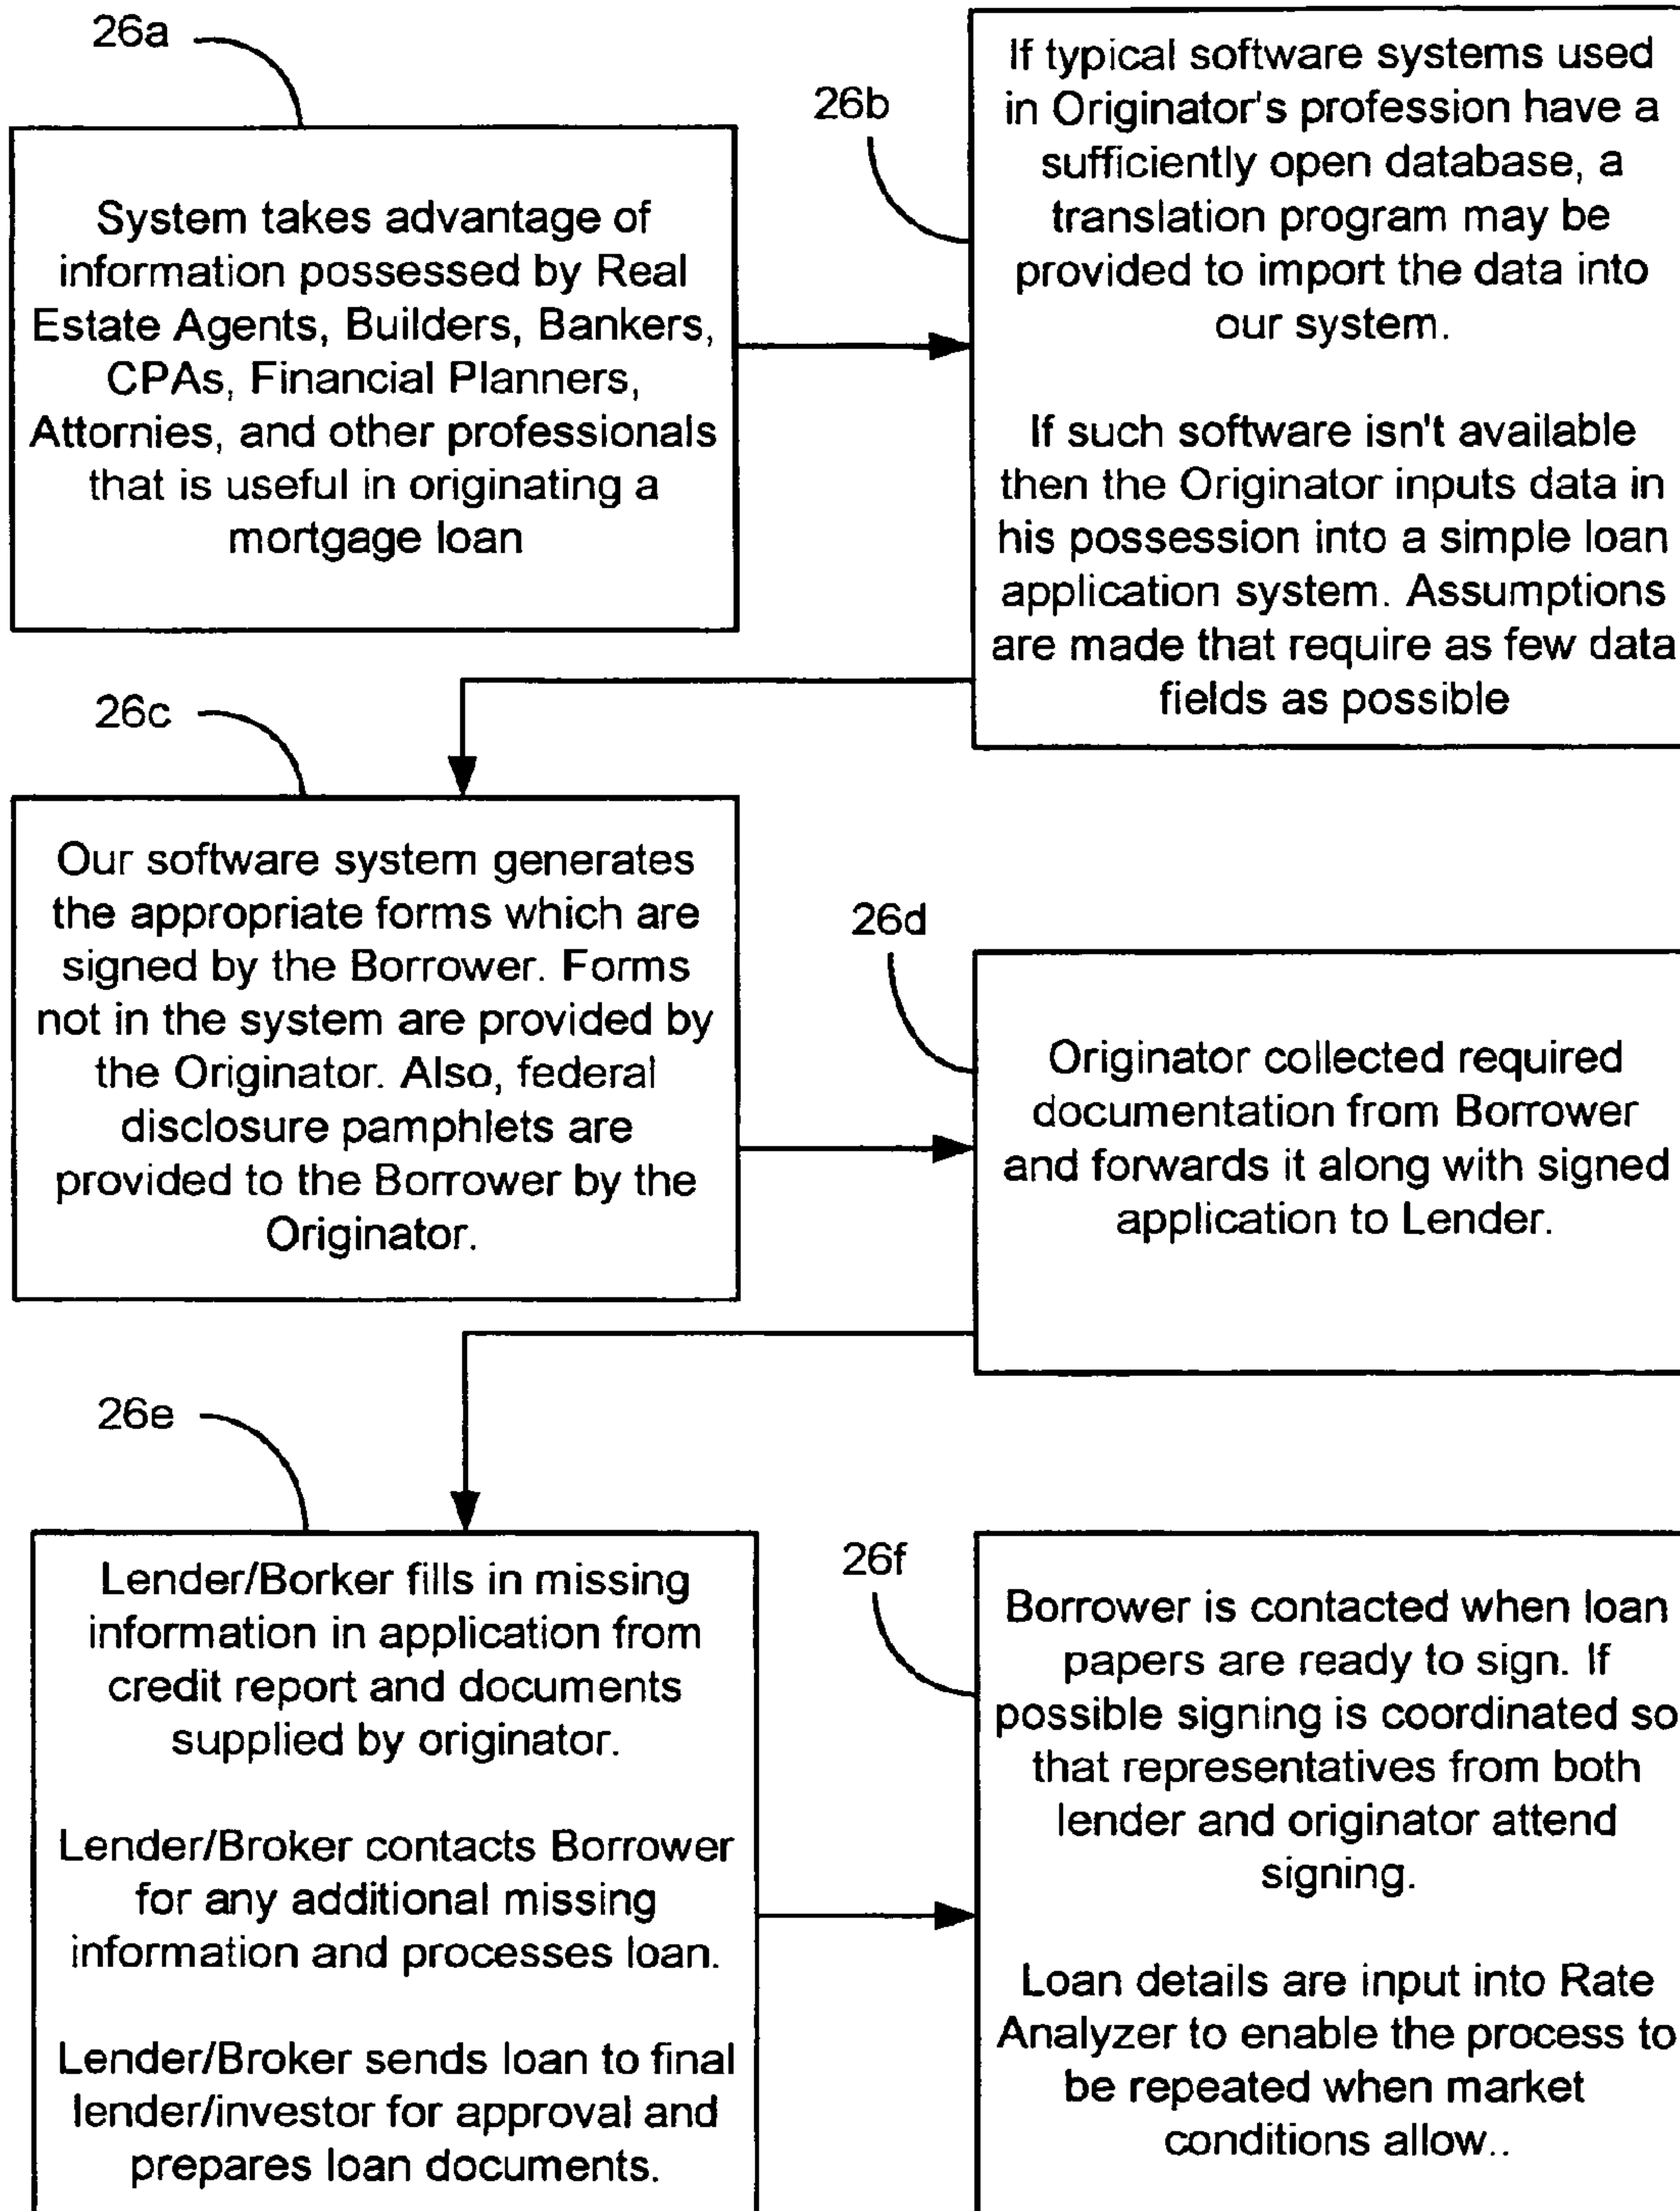 26a
System takes advantage of
information possessed by Real
Estate Agents, Builders, Bankers,
CPAs, Financial Planners,
Attornies, and other professionals
that is useful in originating a
mortgage loan
26b
If typical software systems used
in Originator's profession have a
sufficiently open database, a
translation program may be
provided to import the data into
our system.
If such software isn't available
then the Originator inputs data in
his possession into a simple loan
application system. Assumptions
are made that require as few data
fields as possible
26c
Our software system generates
the appropriate forms which are
signed by the Borrower. Forms
not in the system are provided by
the Originator. Also, federal
disclosure pamphlets are
provided to the Borrower by the
Originator.
26d
Originator collected required
documentation from Borrower
and forwards it along with signed
application to Lender.
26e
Lender/Borker fills in missing
information in application from
credit report and documents
supplied by originator.
Lender/Broker contacts Borrower
for any additional missing
information and processes loan.
Lender/Broker sends loan to final
lender/investor for approval and
prepares loan documents.
26f
Borrower is contacted when loan
papers are ready to sign. If
possible signing is coordinated so
that representatives from both
lender and originator attend
signing.
Loan details are input into Rate
Analyzer to enable the process to
be repeated when market
conditions allow..